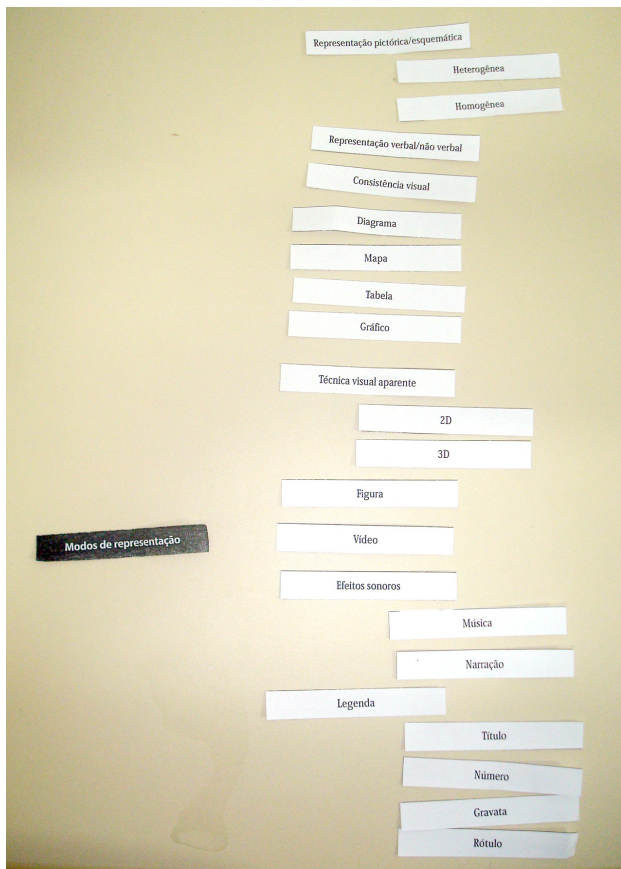 Representação pictórica/esquemática
Heterogênea
Homogênea
Representação verbal/não verbal
Consistência visual
Diagrama
Mapa
Tabela
Gráfico
Técnica visual aparente
2D
3D
Figura
Modos de representação
Vídeo
Efeitos sonoros
Música
Narração
Legenda
Título
Número
Gravata
Rótulo